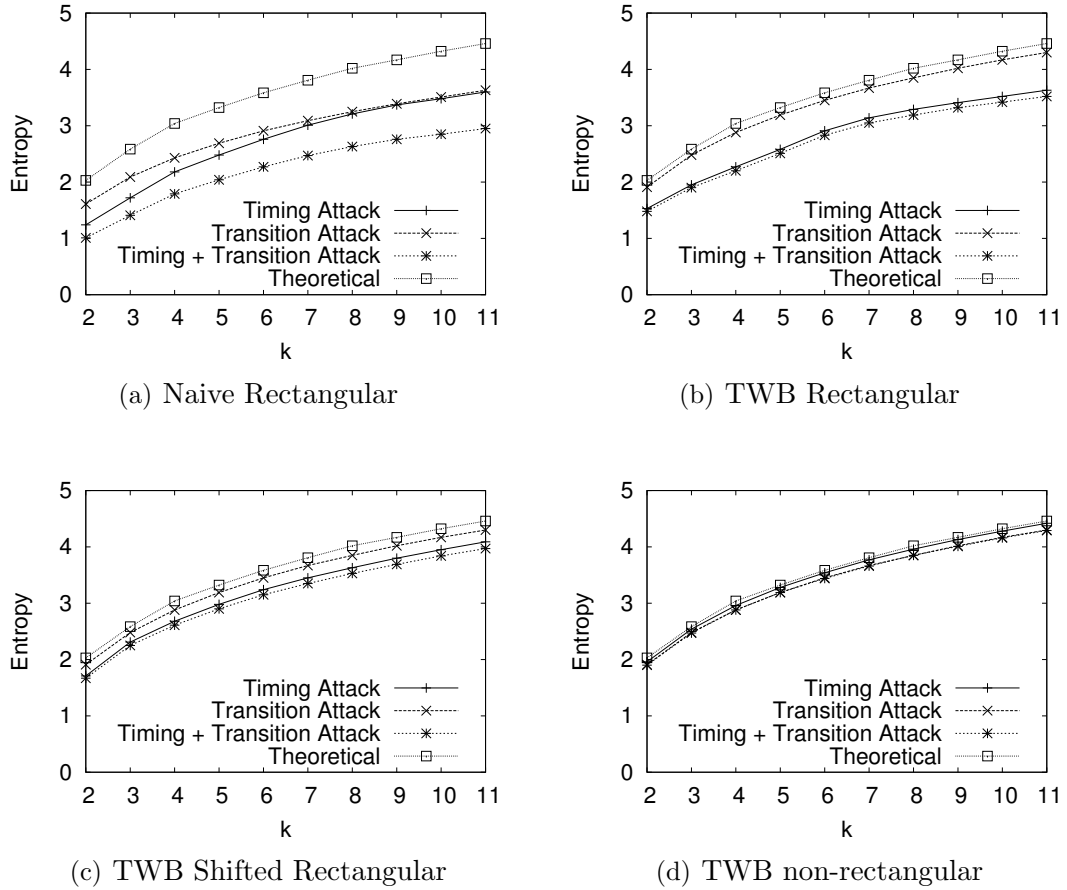 5
4
3
2
1
0
Entropy
Timing Attack
Transition Attack
Timing + Transition Attack
Theoretical
2 3 4 5 6 7 8 9 10 11
k
(a) Naive Rectangular
5
4
3
2
1
0
Entropy
Timing Attack
Transition Attack
Timing + Transition Attack
Theoretical
2 3 4 5 6 7 8 9 10 11
k
(b) TWB Rectangular
5
4
3
2
1
0
Entropy
Timing Attack
Transition Attack
Timing + Transition Attack
Theoretical
2 3 4 5 6 7 8 9 10 11
k
(c) TWB Shifted Rectangular
5
4
3
2
1
0
Entropy
Timing Attack
Transition Attack
Timing + Transition Attack
Theoretical
2 3 4 5 6 7 8 9 10 11
k
(d) TWB non-rectangular